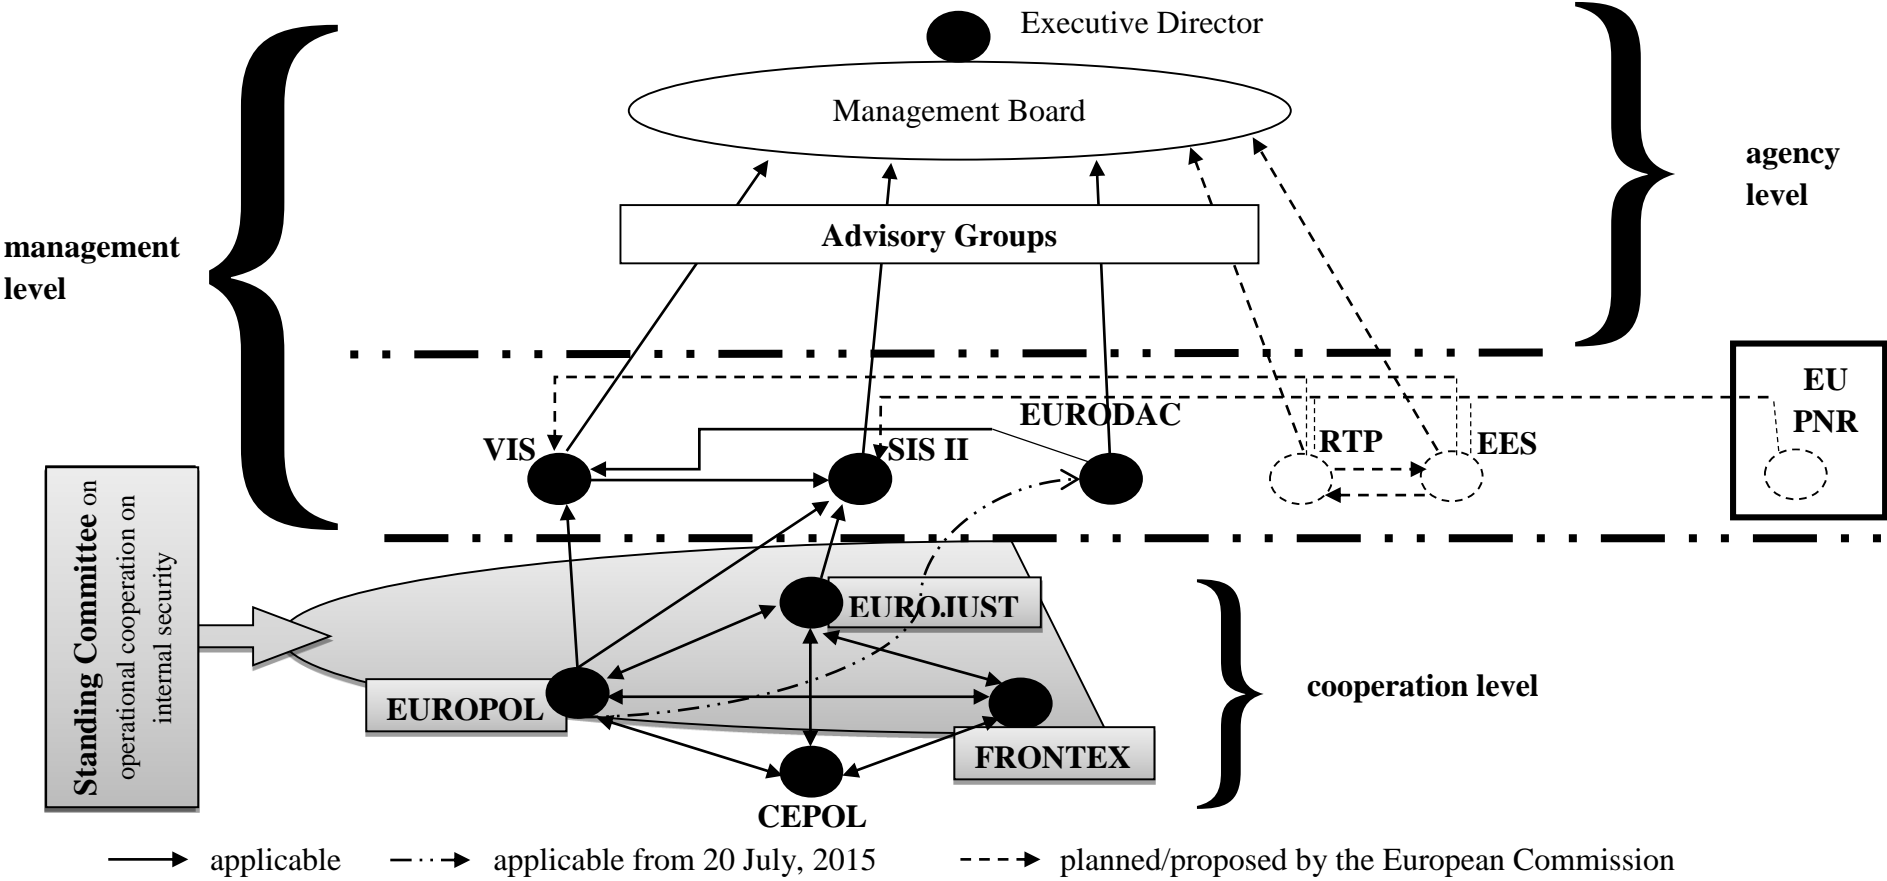 Executive Director
Management Board
agency
level
Advisory Groups
management
level
EU
PNR
EURODAC
VIS
SIS II
RTP
EES
Standing Committee on
operational cooperation on
internal security
EUROJUST
cooperation level
EUROPOL
FRONTEX
CEPOL
applicable
applicable from 20 July, 2015
planned/proposed by the European Commission